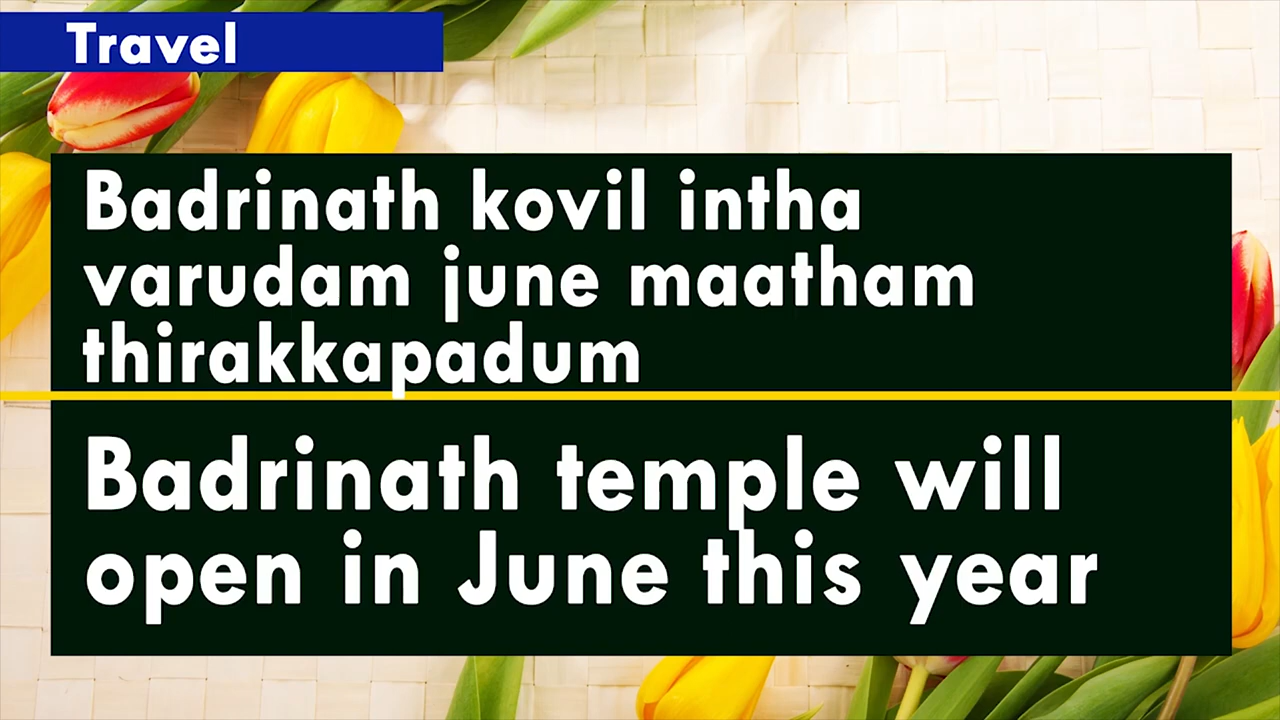 Travel
Badrinath kovil intha
varudam june maatham
thirakkapadum
Badrinath temple will
open in June this year